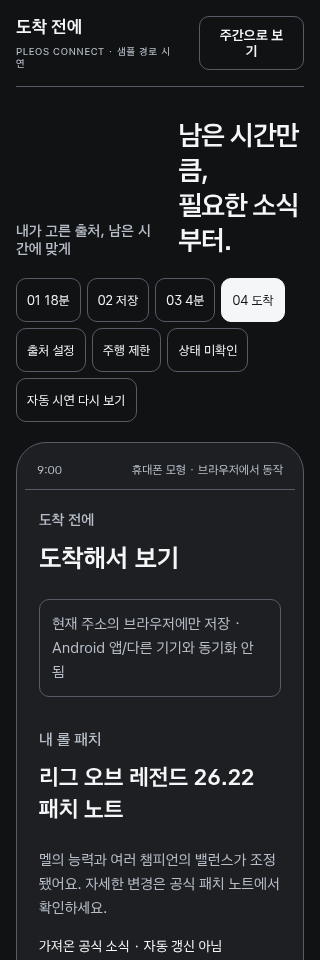 도착 전에
PLEOS CONNECT · 샘플 경로 시
연
주간으로 보
기
남은 시간만
큼,
필요한 소식
부터.
내가 고른 출처, 남은 시
간에 맞게
01 18분
02 저장
03 4분
04 도착
출처 설정
주행 제한
상태 미확인
자동 시연 다시 보기
9:00
휴대폰 모형 · 브라우저에서 동작
도착 전에
도착해서 보기
현재 주소의 브라우저에만 저장 ·
Android 앱/다른 기기와 동기화 안
됨
내 롤 패치
리그 오브 레전드 26.22
패치 노트
멜의 능력과 여러 챔피언의 밸런스가 조정
됐어요. 자세한 변경은 공식 패치 노트에서
확인하세요.
가져온 공식 소식 · 자동 갱신 아님